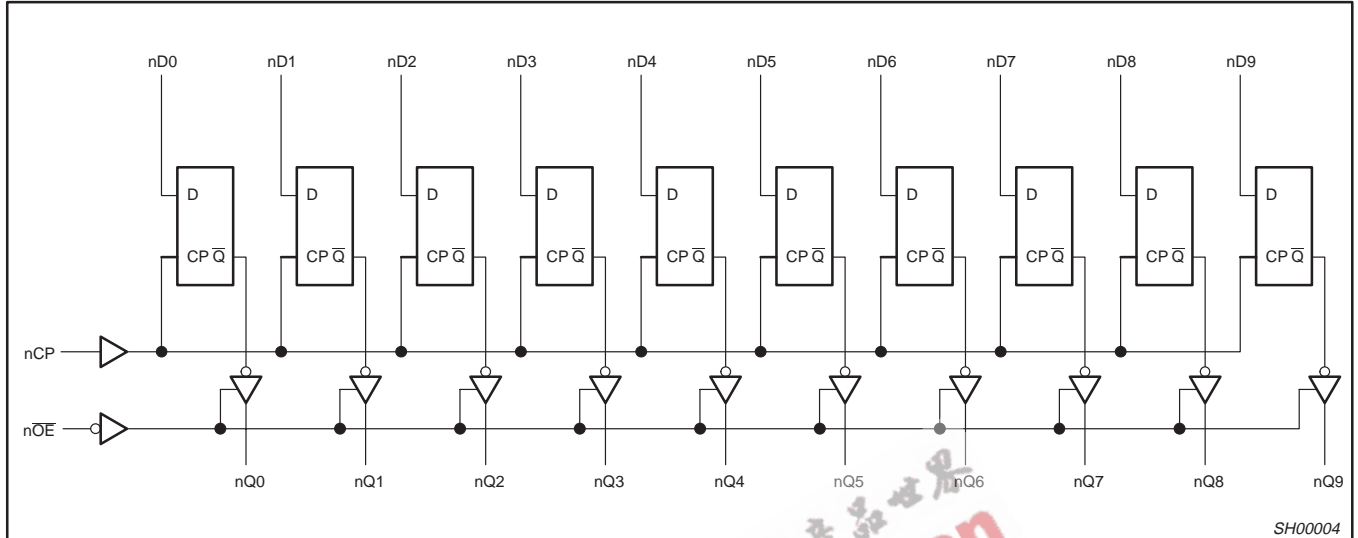 nD0 nD1 nD2 nD3 nD4 nD5 nD6 nD7 nD8 nD9
D D D D D D D D D D
CP Q̅ CP Q̅ CP Q̅ CP Q̅ CP Q̅ CP Q̅ CP Q̅ CP Q̅ CP Q̅ CP Q̅
nCP
nO̅E̅
nQ0 nQ1 nQ2 nQ3 nQ4 nQ5 nQ6 nQ7 nQ8 nQ9
SH00004